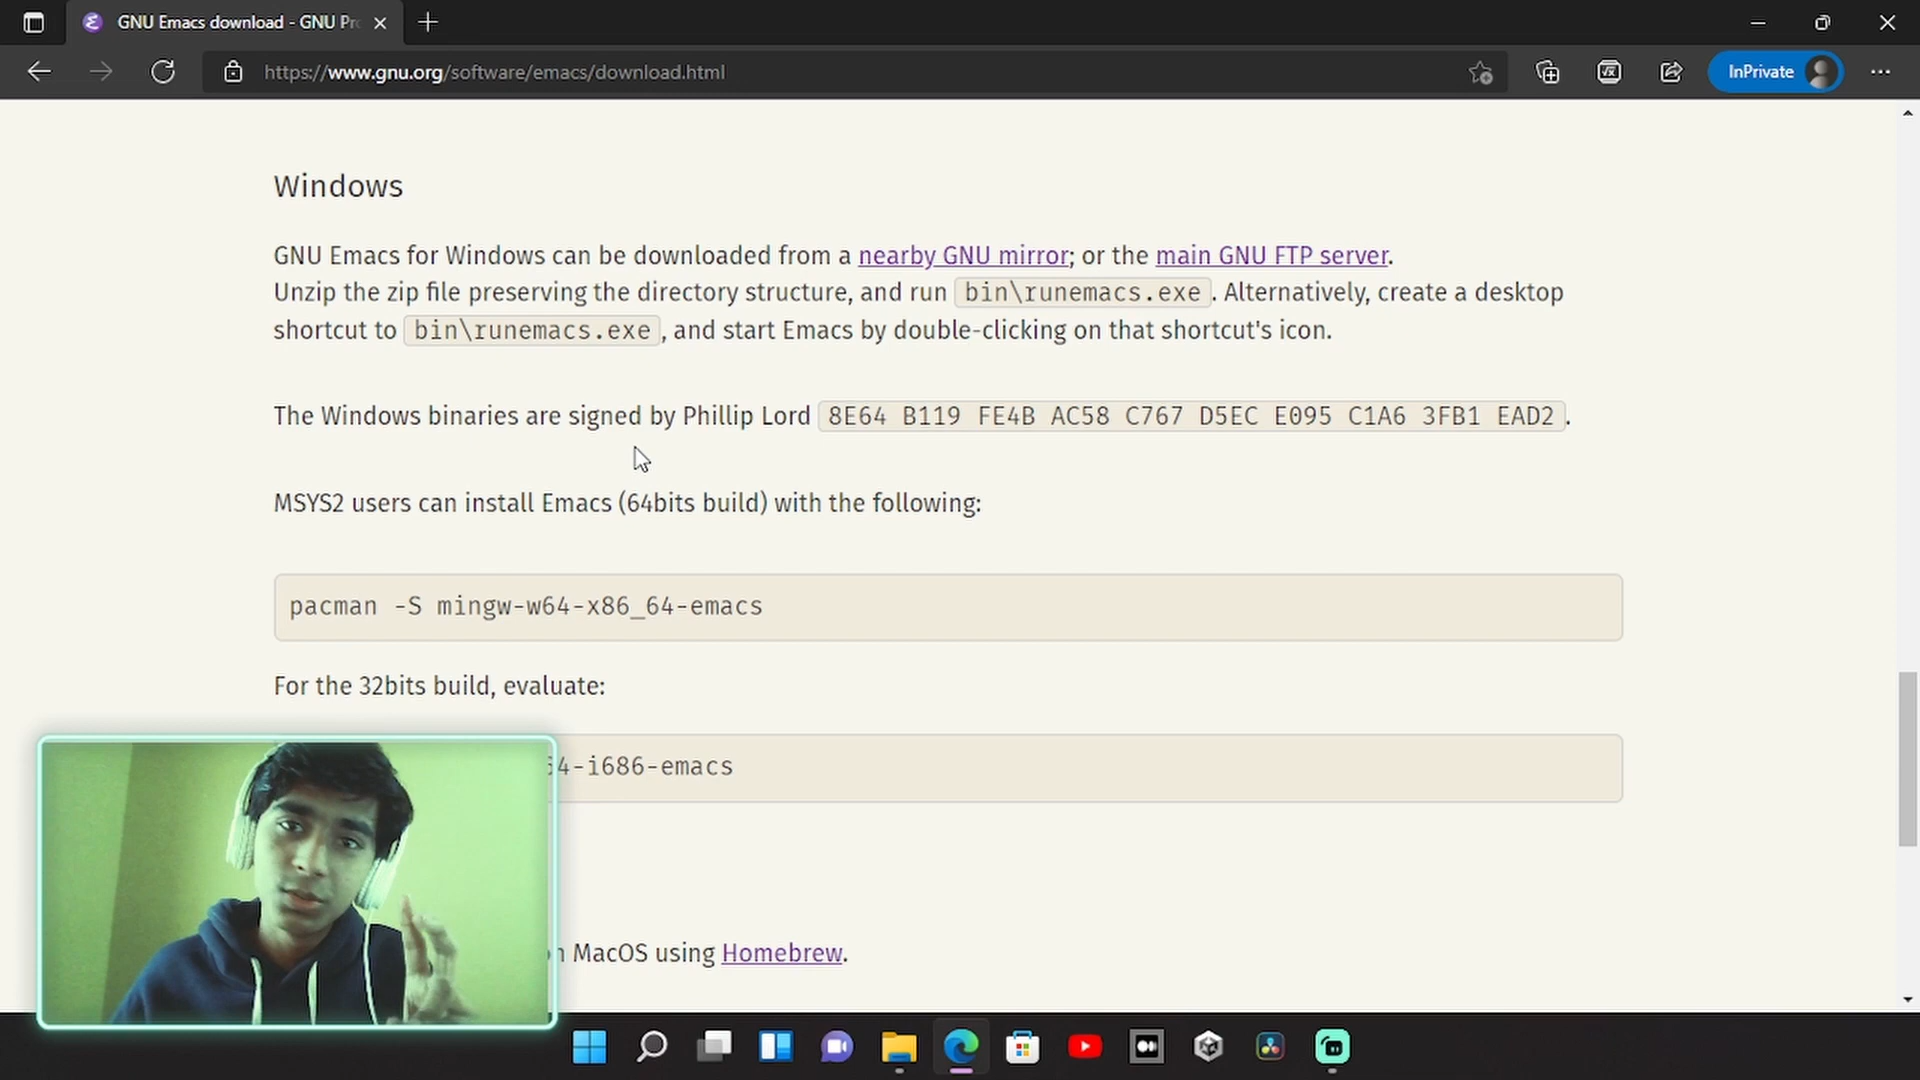 GNU Emacs download - GNU Pr
https://www.gnu.org/software/emacs/download.html
InPrivate
Windows
GNU Emacs for Windows can be downloaded from a nearby GNU mirror; or the main GNU FTP server.
Unzip the zip file preserving the directory structure, and run bin\runemacs.exe. Alternatively, create a desktop
shortcut to bin\runemacs.exe, and start Emacs by double-clicking on that shortcut's icon.
The Windows binaries are signed by Phillip Lord 8E64 B119 FE4B AC58 C767 D5EC E095 C1A6 3FB1 EAD2.
MSYS2 users can install Emacs (64bits build) with the following:
pacman -S mingw-w64-x86_64-emacs
For the 32bits build, evaluate:
64-i686-emacs
MacOS using Homebrew.